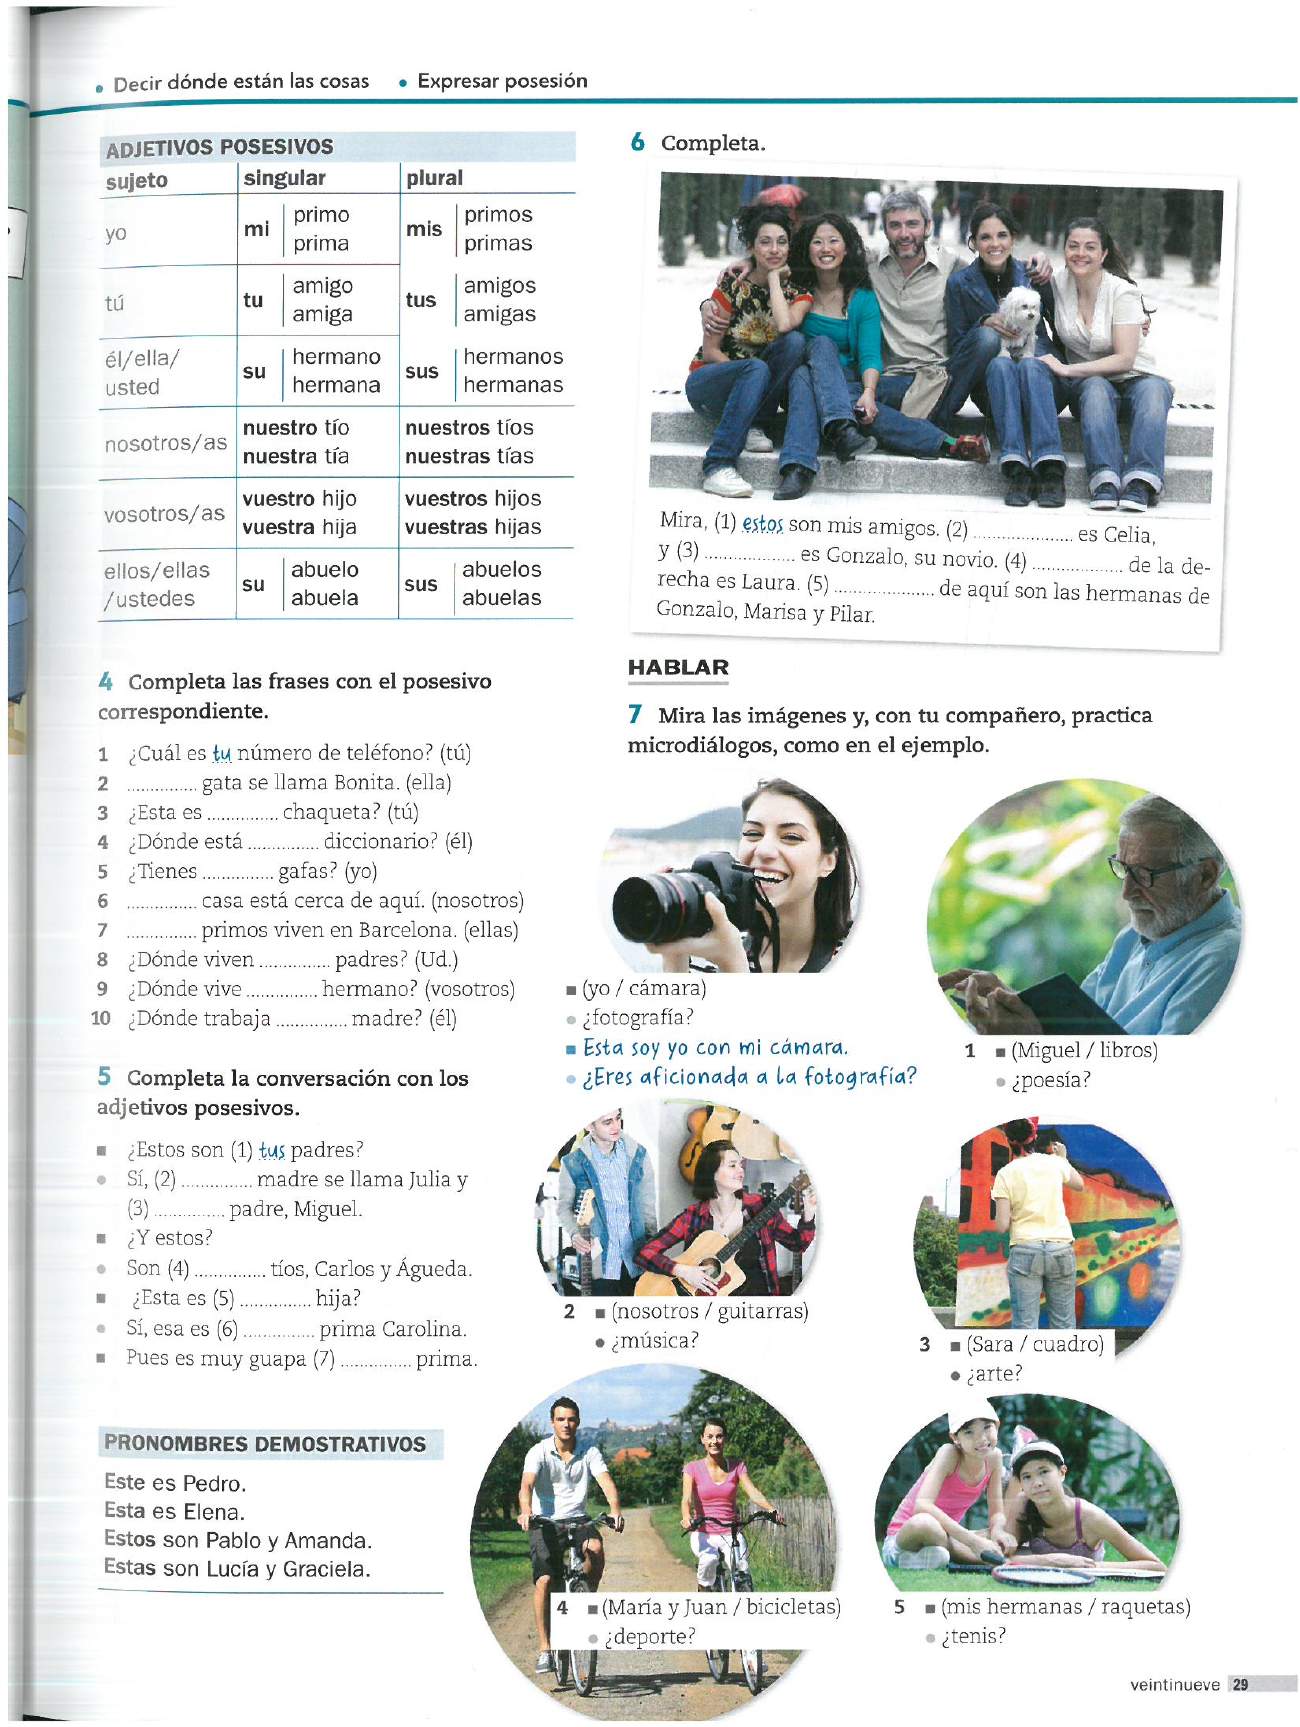 • Decir dónde están las cosas • Expresar posesión
ADJETIVOS POSESIVOS
sujeto singular plural
yo mi primo prima mis primos primas
tú tu amigo amiga tus amigos amigas
él/ella/usted su hermano hermana sus hermanos hermanas
nosotros/as nuestro tío nuestros tíos
nuestra tía nuestras tías
vosotros/as vuestro hijo vuestros hijos
vuestra hija vuestras hijas
ellos/ellas/ustedes su abuelo abuela sus abuelos abuelas
4 Completa las frases con el posesivo
correspondiente.
1 ¿Cuál es tu número de teléfono? (tú)
2 .............. gata se llama Bonita. (ella)
3 ¿Esta es .............. chaqueta? (tú)
4 ¿Dónde está .............. diccionario? (él)
5 ¿Tienes .............. gafas? (yo)
6 .............. casa está cerca de aquí. (nosotros)
7 .............. primos viven en Barcelona. (ellas)
8 ¿Dónde viven .............. padres? (Ud.)
9 ¿Dónde vive .............. hermano? (vosotros)
10 ¿Dónde trabaja .............. madre? (él)
5 Completa la conversación con los
adjetivos posesivos.
■ ¿Estos son (1) tus padres?
● Sí, (2) .............. madre se llama Julia y
(3) .............. padre, Miguel.
■ ¿Y estos?
● Son (4) .............. tíos, Carlos y Águeda.
■ ¿Esta es (5) .............. hija?
● Sí, esa es (6) .............. prima Carolina.
■ Pues es muy guapa (7) .............. prima.
PRONOMBRES DEMOSTRATIVOS
Este es Pedro.
Esta es Elena.
Estos son Pablo y Amanda.
Estas son Lucía y Graciela.
6 Completa.
Mira, (1) estos son mis amigos. (2) .................... es Celia,
y (3) .................. es Gonzalo, su novio. (4) .................. de la de-
recha es Laura. (5) .................... de aquí son las hermanas de
Gonzalo, Marisa y Pilar.
HABLAR
7 Mira las imágenes y, con tu compañero, practica
microdiálogos, como en el ejemplo.
■ (yo / cámara)
● ¿fotografía?
■ Esta soy yo con mi cámara.
● ¿Eres aficionada a la fotografía?
1 ■ (Miguel / libros)
● ¿poesía?
2 ■ (nosotros / guitarras)
● ¿música?
3 ■ (Sara / cuadro)
● ¿arte?
4 ■ (María y Juan / bicicletas)
● ¿deporte?
5 ■ (mis hermanas / raquetas)
● ¿tenis?
veintinueve 29